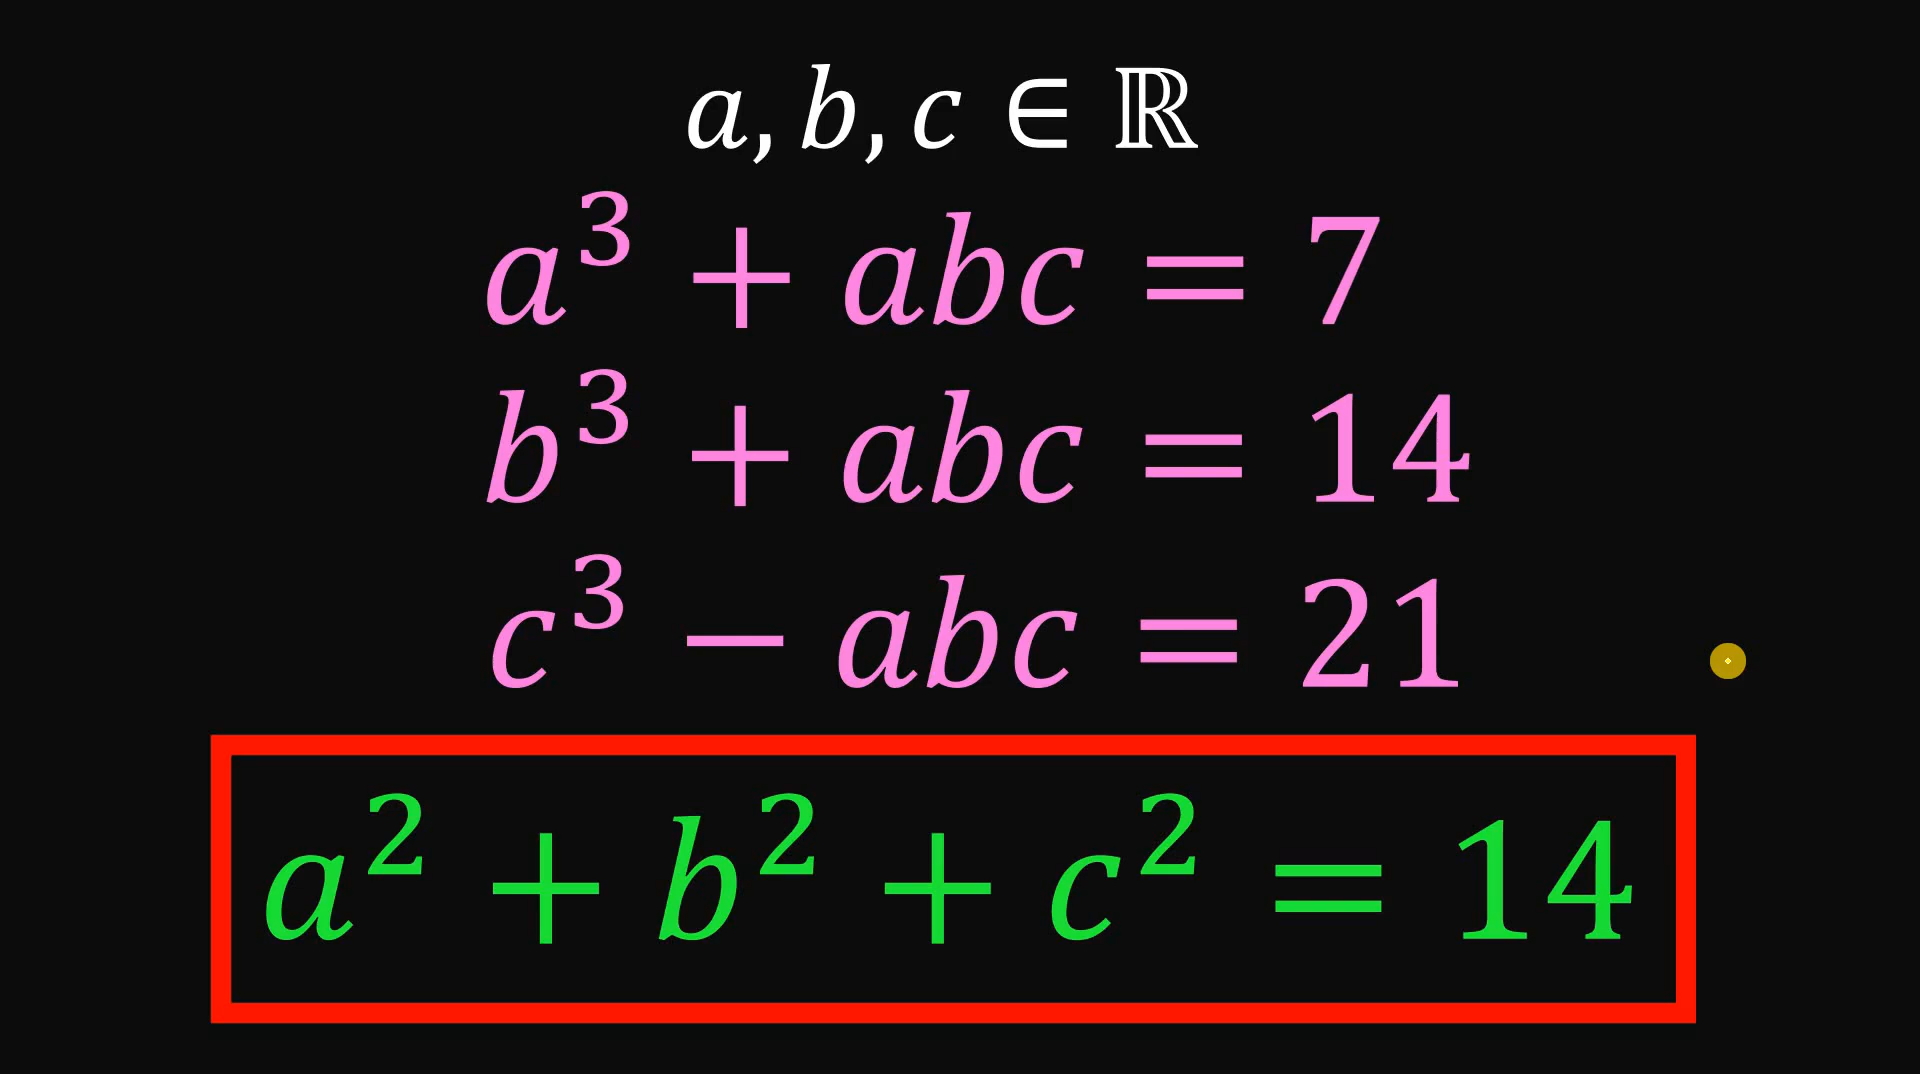 a, b, c ∈ ℝ
a³ + abc = 7
b³ + abc = 14
c³ − abc = 21
a² + b² + c² = 14